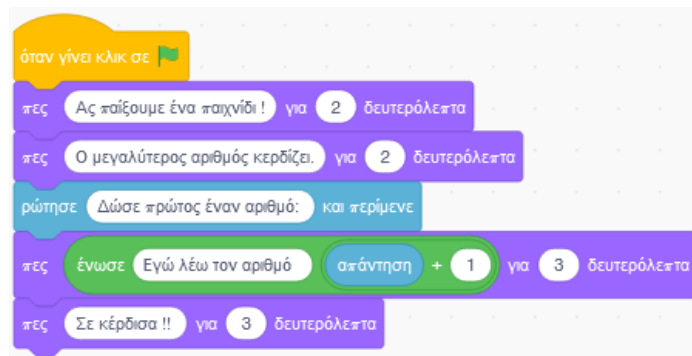 όταν γίνει κλικ σε
πες Ας παίξουμε ένα παιχνίδι ! για 2 δευτερόλεπτα
πες Ο μεγαλύτερος αριθμός κερδίζει. για 2 δευτερόλεπτα
ρώτησε Δώσε πρώτος έναν αριθμό: και περίμενε
πες ένωσε Εγώ λέω τον αριθμό απάντηση + 1 για 3 δευτερόλεπτα
πες Σε κέρδισα !! για 3 δευτερόλεπτα